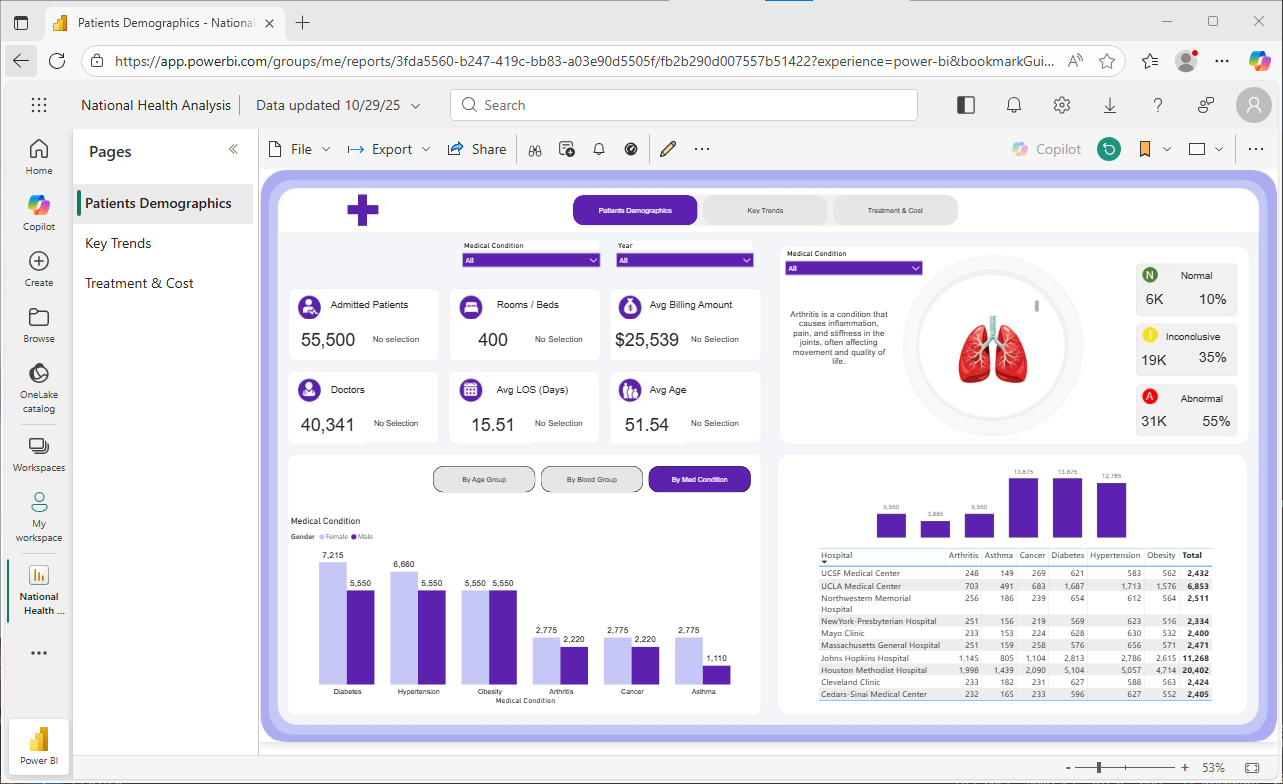 Patients Demographics - National
https://app.powerbi.com/groups/me/reports/3fda5560-b247-419c-bb83-a03e90d5505f/fb2b290d007557b51422?experience=power-bi&bookmarkGui...
National Health Analysis
Data updated 10/29/25
Search
Home
Copilot
Create
Browse
OneLake
catalog
Workspaces
My
workspace
National
Health ...
Power BI
Pages
Patients Demographics
Key Trends
Treatment & Cost
File
Export
Share
Copilot
Patients Demographics
Key Trends
Treatment & Cost
Medical Condition
All
Year
All
Admitted Patients
55,500 No selection
Rooms / Beds
400 No Selection
Avg Billing Amount
$25,539 No Selection
Doctors
40,341 No Selection
Avg LOS (Days)
15.51 No Selection
Avg Age
51.54 No Selection
Medical Condition
All
Arthritis is a condition that
causes inflammation,
pain, and stiffness in the
joints, often affecting
movement and quality of
life.
N Normal
6K 10%
! Inconclusive
19K 35%
A Abnormal
31K 55%
By Age Group
By Blood Group
By Med Condition
Medical Condition
Gender Female Male
7,215 5,550 6,660 5,550 5,550 5,550 2,775 2,220 2,775 2,220 2,775 1,110
Diabetes Hypertension Obesity Arthritis Cancer Asthma
Medical Condition
5,550 3,885 5,550 13,875 13,875 12,765
Hospital Arthritis Asthma Cancer Diabetes Hypertension Obesity Total
UCSF Medical Center 248 149 269 621 583 562 2,432
UCLA Medical Center 703 491 683 1,687 1,713 1,576 6,853
Northwestern Memorial 256 186 239 654 612 564 2,511
Hospital
NewYork-Presbyterian Hospital 251 156 219 569 623 516 2,334
Mayo Clinic 233 153 224 628 630 532 2,400
Massachusetts General Hospital 251 159 258 576 656 571 2,471
Johns Hopkins Hospital 1,145 805 1,104 2,813 2,786 2,615 11,268
Houston Methodist Hospital 1,998 1,439 2,090 5,104 5,057 4,714 20,402
Cleveland Clinic 233 182 231 627 588 563 2,424
Cedars-Sinai Medical Center 232 165 233 596 627 552 2,405
- + 53%